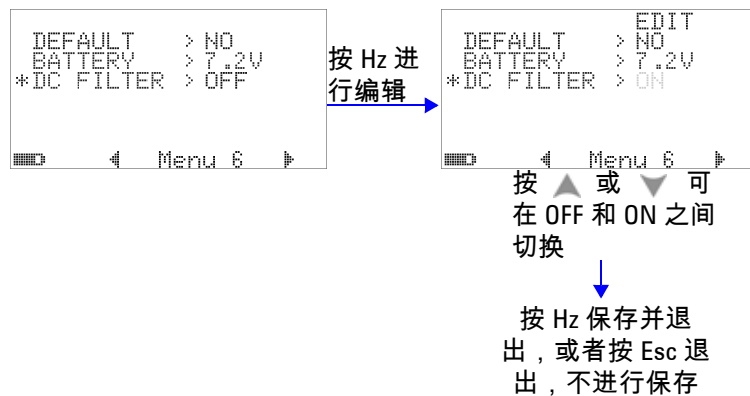 DEFAULT > NO
BATTERY > 7.2V
*DC FILTER > OFF
Menu 6
按 Hz 进
行编辑
EDIT
DEFAULT > NO
BATTERY > 7.2V
*DC FILTER > ON
Menu 6
按 ▲ 或 ▼ 可
在 OFF 和 ON 之间
切换
按 Hz 保存并退
出，或者按 Esc 退
出，不进行保存